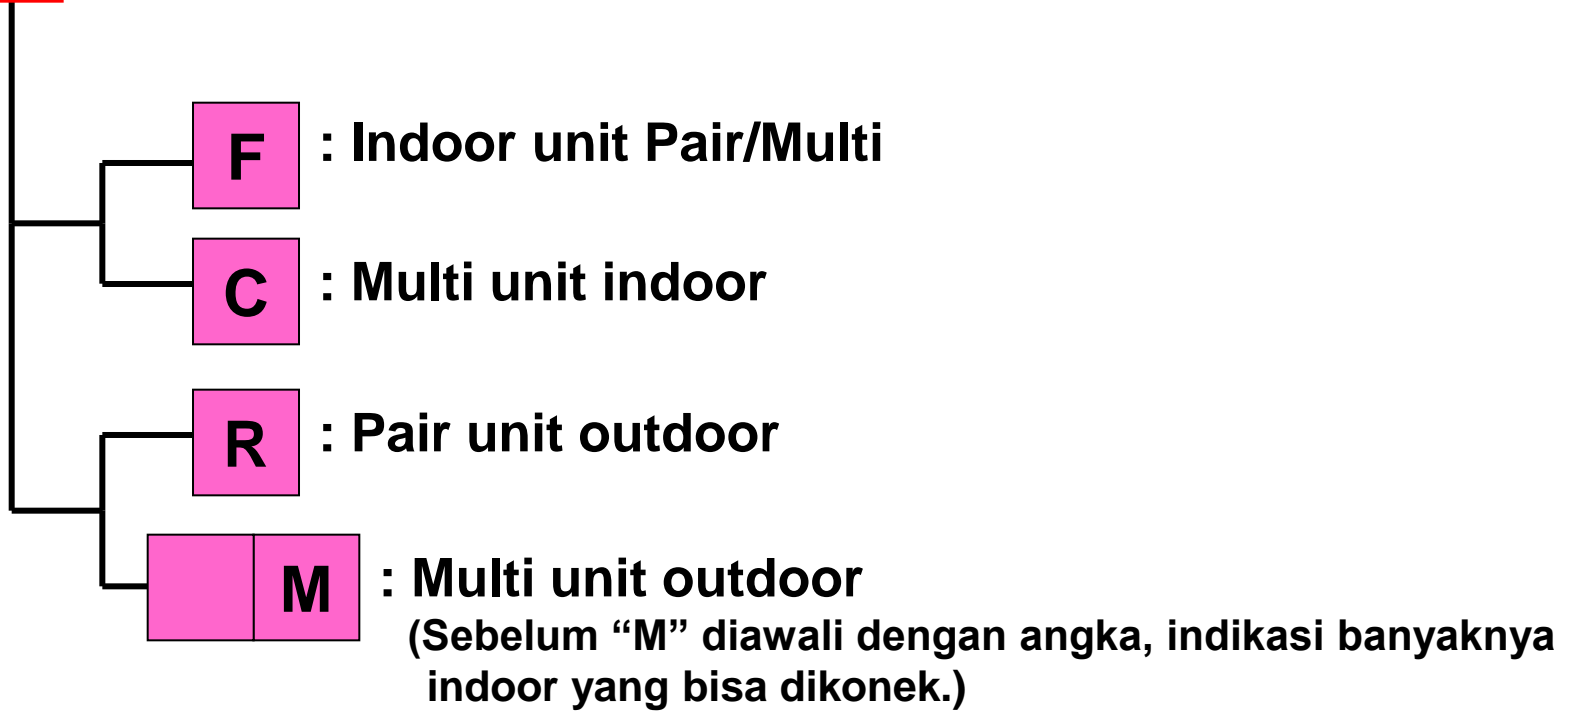 F : Indoor unit Pair/Multi
C : Multi unit indoor
R : Pair unit outdoor
M : Multi unit outdoor
(Sebelum “M” diawali dengan angka, indikasi banyaknya
indoor yang bisa dikonek.)